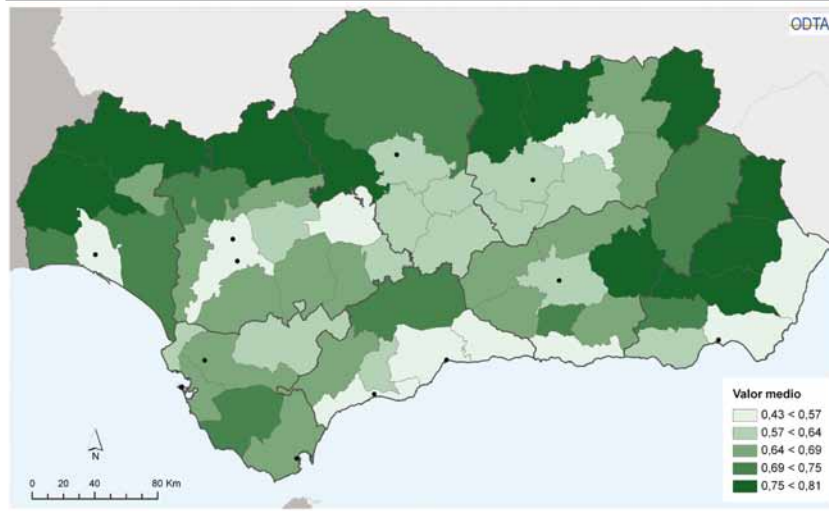 ODTA
Valor medio
0,43 < 0,57
0,57 < 0,64
0,64 < 0,69
0,69 < 0,75
0,75 < 0,81
N
0 20 40 80 Km